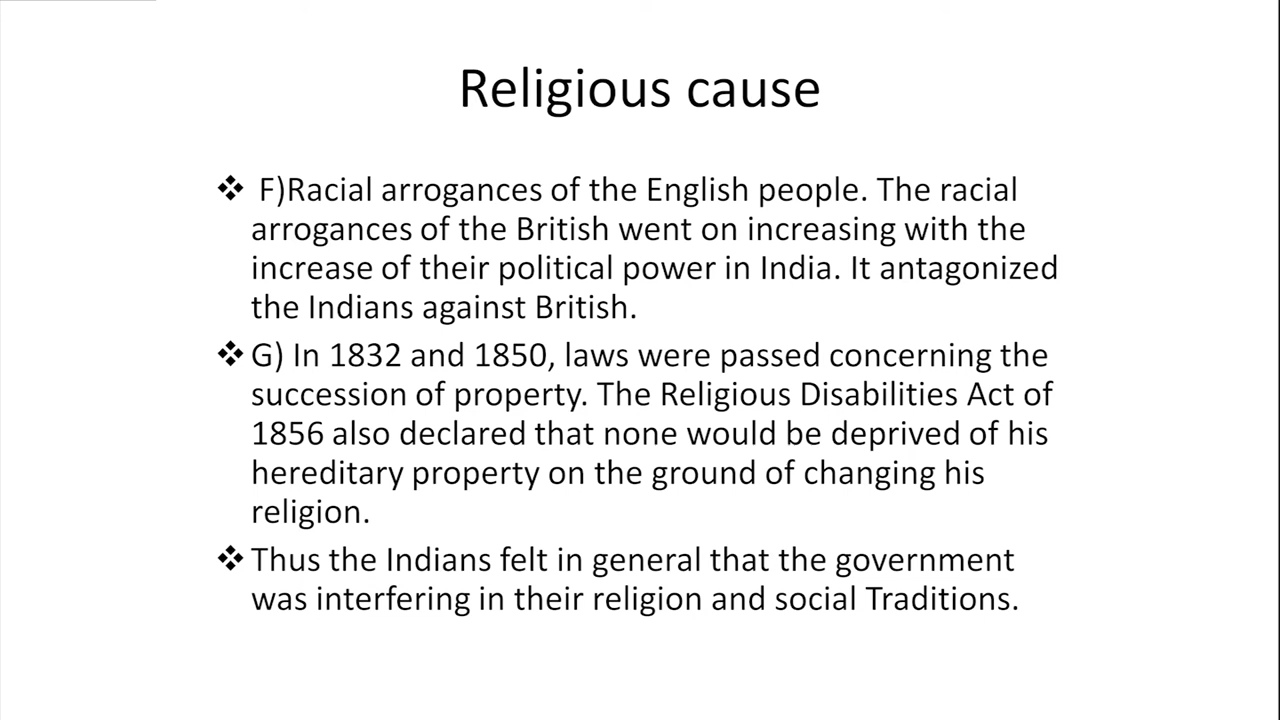 Religious cause
❖ F)Racial arrogances of the English people. The racial
arrogances of the British went on increasing with the
increase of their political power in India. It antagonized
the Indians against British.
❖ G) In 1832 and 1850, laws were passed concerning the
succession of property. The Religious Disabilities Act of
1856 also declared that none would be deprived of his
hereditary property on the ground of changing his
religion.
❖ Thus the Indians felt in general that the government
was interfering in their religion and social Traditions.